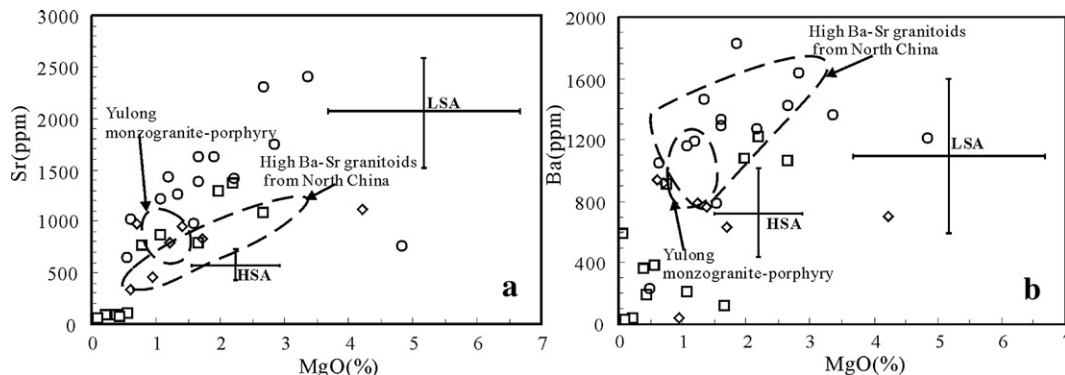 3000
2500
2000
1500
1000
500
0
Sr(ppm)
LSA
Yulong
monzogranite-porphyry
High Ba-Sr granitoids
from North China
HSA
a
0 1 2 3 4 5 6 7
MgO(%)
2000
1600
1200
800
400
0
Ba(ppm)
High Ba-Sr granitoids
from North China
LSA
HSA
Yulong
monzogranite-porphyry
b
0 1 2 3 4 5 6 7
MgO(%)